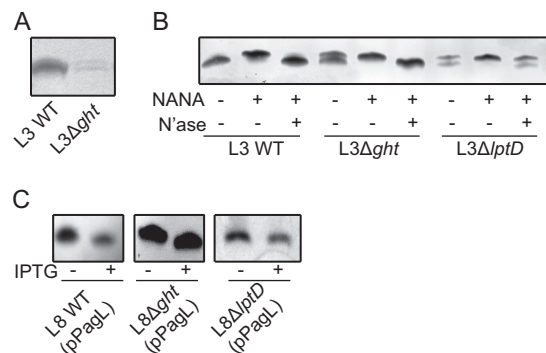 A
L3 WT
L3Δght
B
NANA - + + - + + - + +
N'ase - - + - - + - - +
L3 WT L3Δght L3ΔlptD
C
IPTG - + - + - +
L8 WT (pPagL)
L8Δght (pPagL)
L8ΔlptD (pPagL)